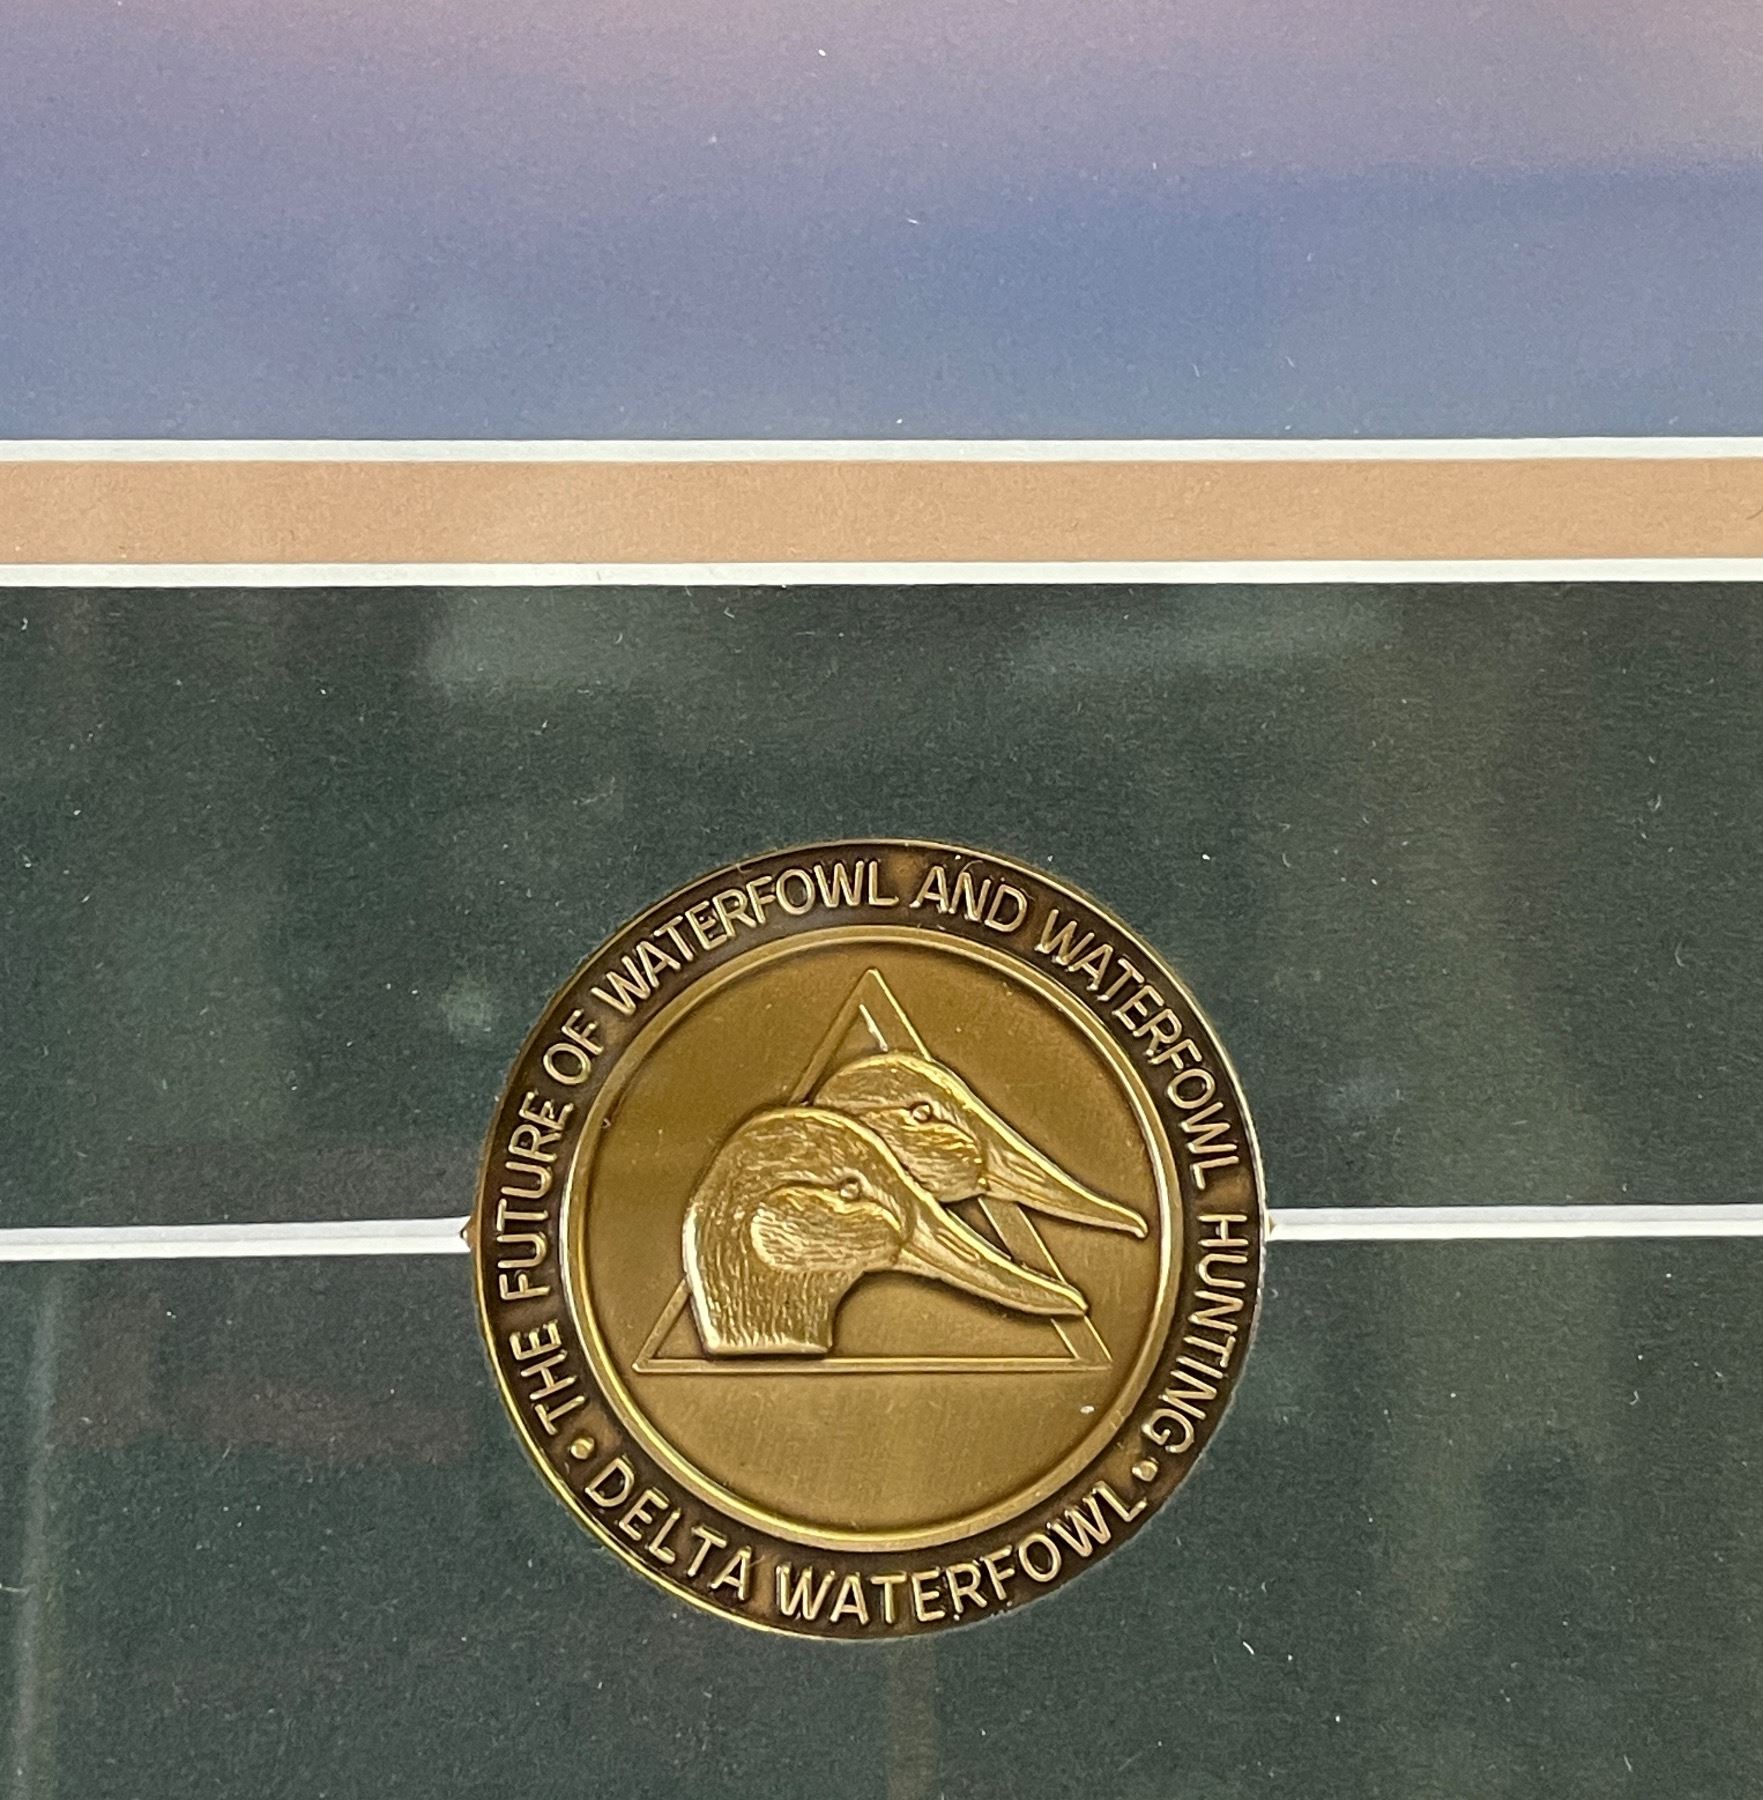 THE FUTURE OF WATERFOWL AND WATERFOWL HUNTING
• DELTA WATERFOWL •